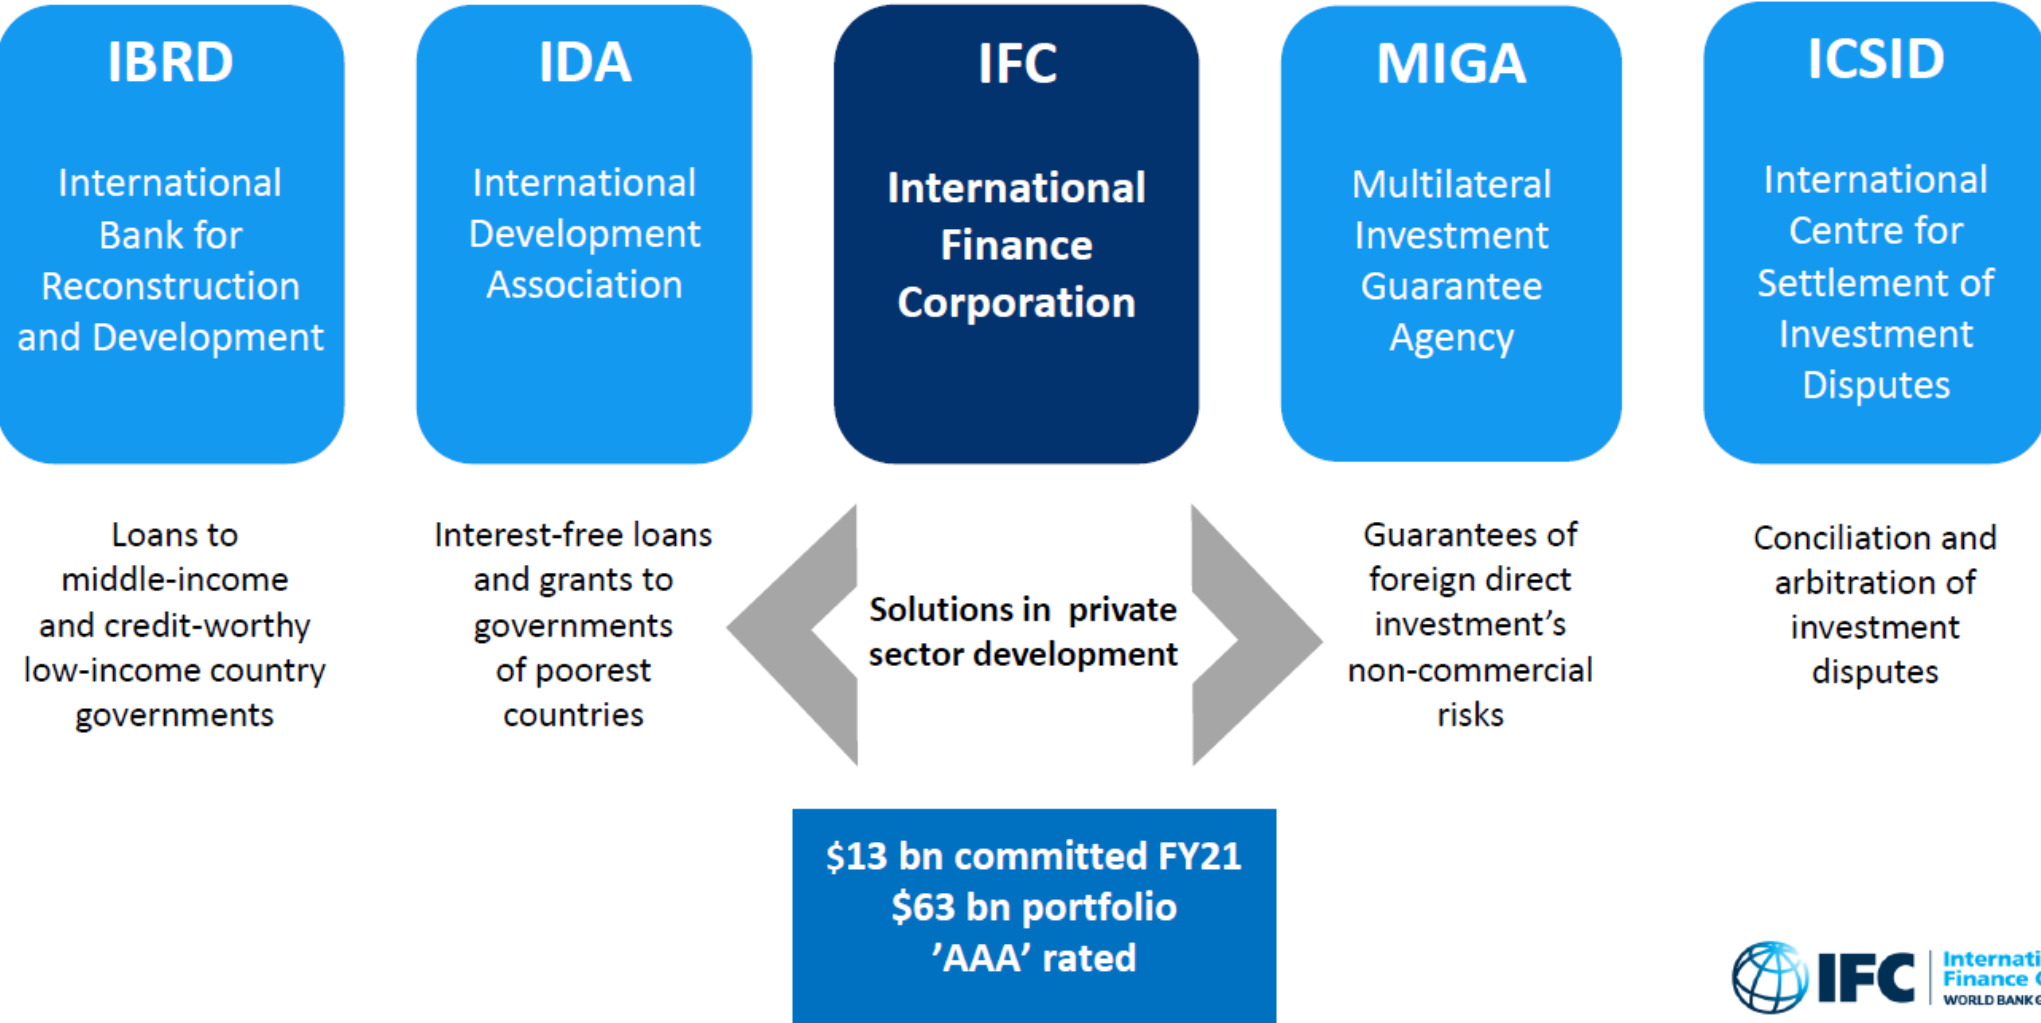 IBRD
International
Bank for
Reconstruction
and Development
Loans to
middle-income
and credit-worthy
low-income country
governments
IDA
International
Development
Association
Interest-free loans
and grants to
governments
of poorest
countries
IFC
International
Finance
Corporation
Solutions in private
sector development
$13 bn committed FY21
$63 bn portfolio
’AAA’ rated
MIGA
Multilateral
Investment
Guarantee
Agency
Guarantees of
foreign direct
investment’s
non-commercial
risks
ICSID
International
Centre for
Settlement of
Investment
Disputes
Conciliation and
arbitration of
investment
disputes
IFC
Finance
WORLD BANK